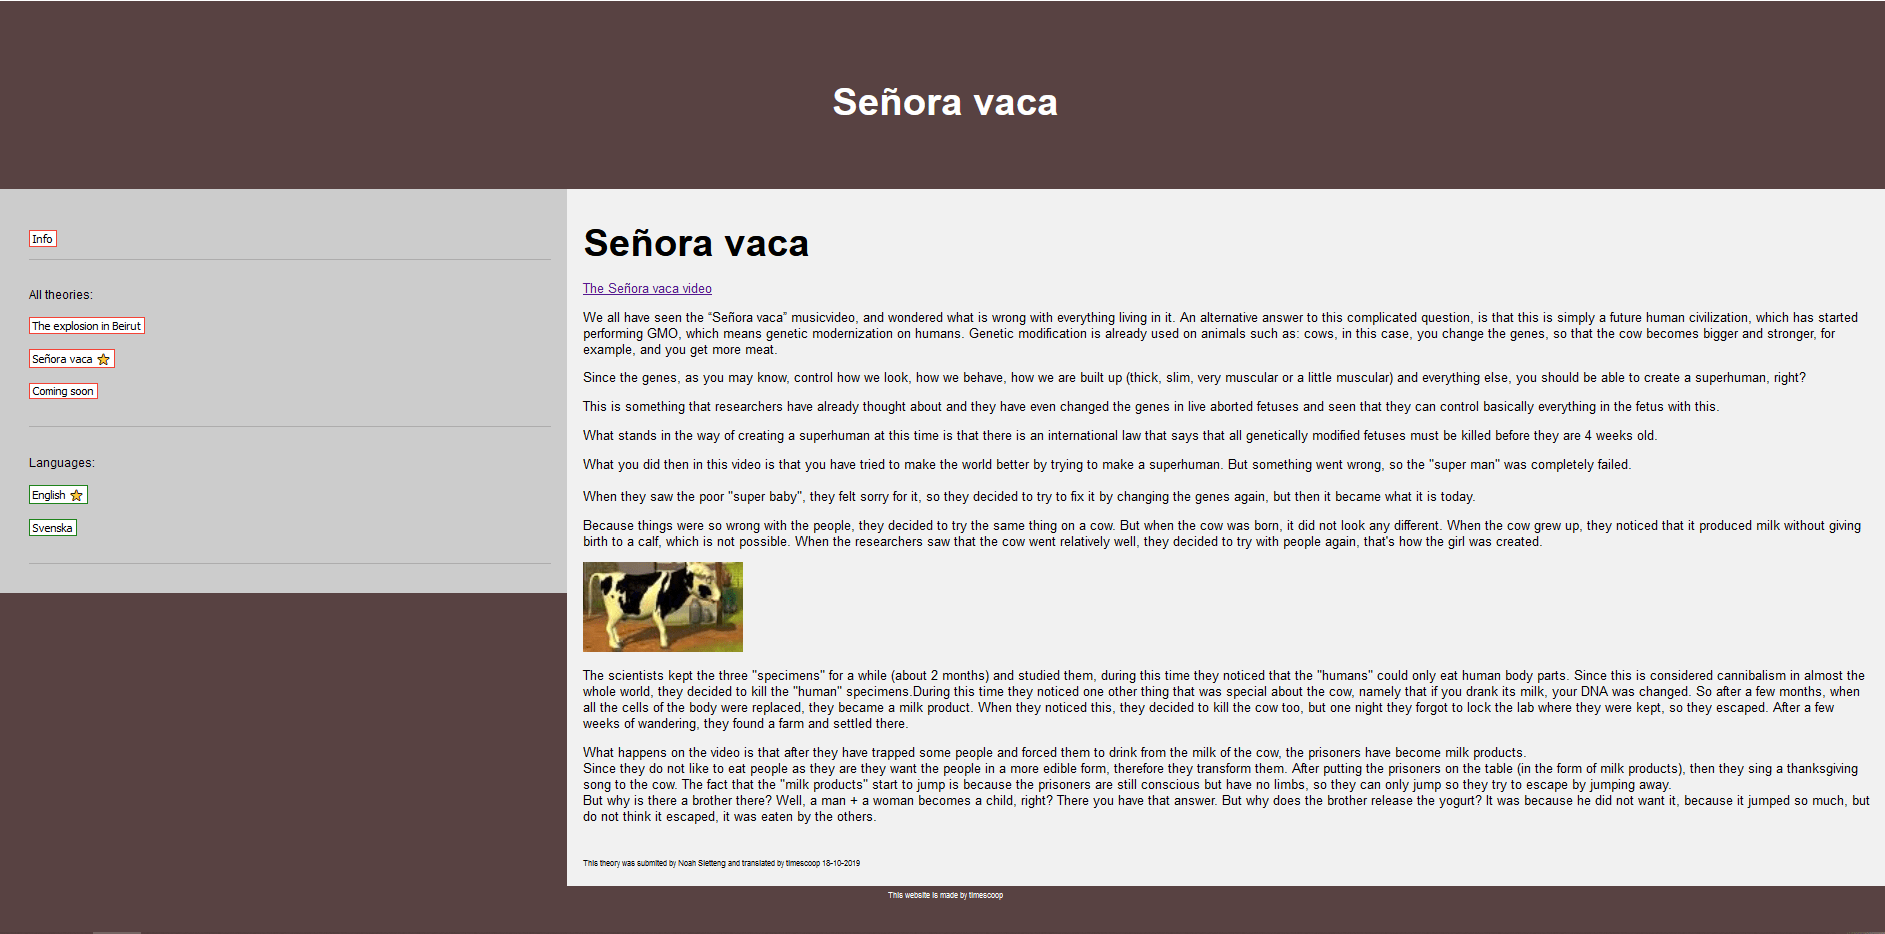 Señora vaca
Info
All theories:
The explosion in Beirut
Señora vaca
Coming soon
Languages:
English
Svenska
Señora vaca
The Señora vaca video
We all have seen the “Señora vaca” musicvideo, and wondered what is wrong with everything living in it. An alternative answer to this complicated question, is that this is simply a future human civilization, which has started
performing GMO, which means genetic modernization on humans. Genetic modification is already used on animals such as: cows, in this case, you change the genes, so that the cow becomes bigger and stronger, for
example, and you get more meat.
Since the genes, as you may know, control how we look, how we behave, how we are built up (thick, slim, very muscular or a little muscular) and everything else, you should be able to create a superhuman, right?
This is something that researchers have already thought about and they have even changed the genes in live aborted fetuses and seen that they can control basically everything in the fetus with this.
What stands in the way of creating a superhuman at this time is that there is an international law that says that all genetically modified fetuses must be killed before they are 4 weeks old.
What you did then in this video is that you have tried to make the world better by trying to make a superhuman. But something went wrong, so the "super man" was completely failed.
When they saw the poor "super baby", they felt sorry for it, so they decided to try to fix it by changing the genes again, but then it became what it is today.
Because things were so wrong with the people, they decided to try the same thing on a cow. But when the cow was born, it did not look any different. When the cow grew up, they noticed that it produced milk without giving
birth to a calf, which is not possible. When the researchers saw that the cow went relatively well, they decided to try with people again, that's how the girl was created.
The scientists kept the three "specimens" for a while (about 2 months) and studied them, during this time they noticed that the "humans" could only eat human body parts. Since this is considered cannibalism in almost the
whole world, they decided to kill the "human" specimens.During this time they noticed one other thing that was special about the cow, namely that if you drank its milk, your DNA was changed. So after a few months, when
all the cells of the body were replaced, they became a milk product. When they noticed this, they decided to kill the cow too, but one night they forgot to lock the lab where they were kept, so they escaped. After a few
weeks of wandering, they found a farm and settled there.
What happens on the video is that after they have trapped some people and forced them to drink from the milk of the cow, the prisoners have become milk products.
Since they do not like to eat people as they are they want the people in a more edible form, therefore they transform them. After putting the prisoners on the table (in the form of milk products), then they sing a thanksgiving
song to the cow. The fact that the "milk products" start to jump is because the prisoners are still conscious but have no limbs, so they can only jump so they try to escape by jumping away.
But why is there a brother there? Well, a man + a woman becomes a child, right? There you have that answer. But why does the brother release the yogurt? It was because he did not want it, because it jumped so much, but
do not think it escaped, it was eaten by the others.
This theory was submited by Noah Sletteng and translated by timescoop 18-10-2019
This website is made by timescoop